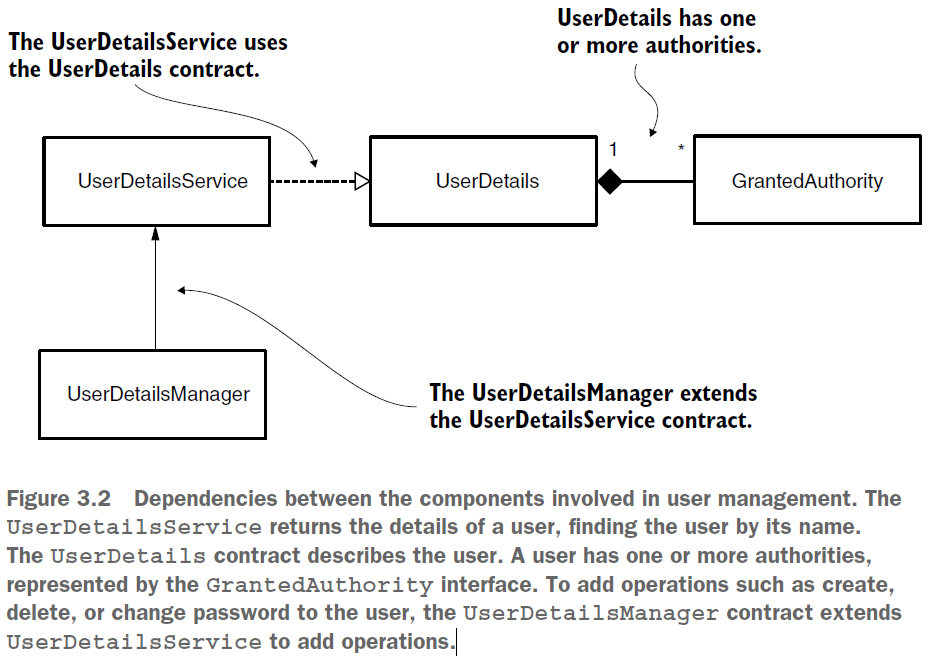 UserDetails has one
or more authorities.
The UserDetailsService uses
the UserDetails contract.
UserDetailsService
UserDetails
1
*
GrantedAuthority
UserDetailsManager
The UserDetailsManager extends
the UserDetailsService contract.
Figure 3.2 Dependencies between the components involved in user management. The
UserDetailsService returns the details of a user, finding the user by its name.
The UserDetails contract describes the user. A user has one or more authorities,
represented by the GrantedAuthority interface. To add operations such as create,
delete, or change password to the user, the UserDetailsManager contract extends
UserDetailsService to add operations.